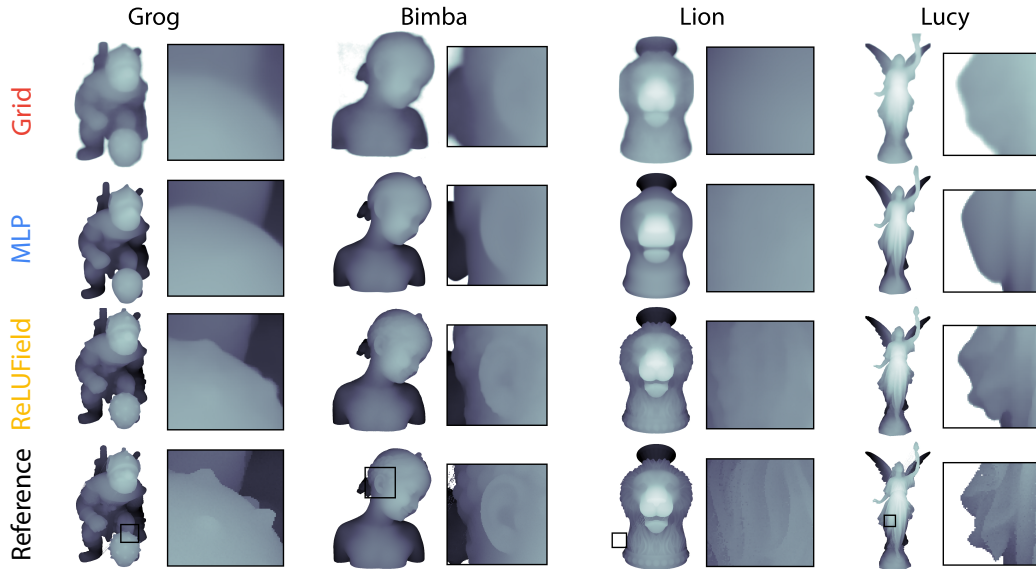 Grog Bimba Lion Lucy
Grid
MLP
ReLUField
Reference